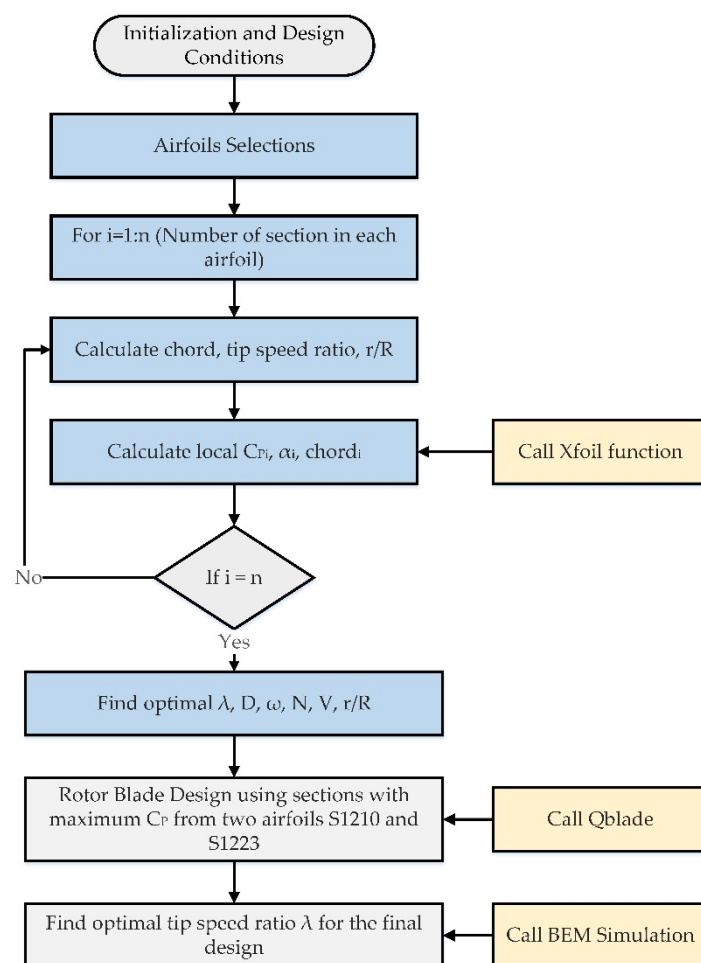 Initialization and Design
Conditions
Airfoils Selections
For i=1:n (Number of section in each
airfoil)
Calculate chord, tip speed ratio, r/R
Calculate local CPi, αi, chordi
Call Xfoil function
If i = n
No
Yes
Find optimal λ, D, ω, N, V, r/R
Rotor Blade Design using sections with
maximum CP from two airfoils S1210 and
S1223
Call Qblade
Find optimal tip speed ratio λ for the final
design
Call BEM Simulation